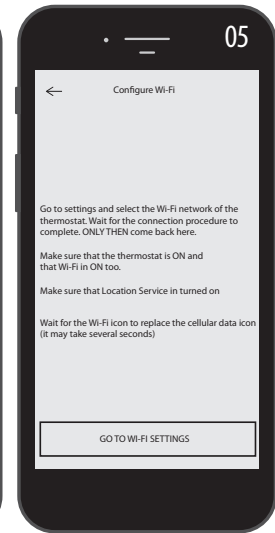 05
Configure Wi-Fi
Go to settings and select the Wi-Fi network of the
thermostat. Wait for the connection procedure to
complete. ONLY THEN come back here.
Make sure that the thermostat is ON and
that Wi-Fi in ON too.
Make sure that Location Service in turned on
Wait for the Wi-Fi icon to replace the cellular data icon
(it may take several seconds)
GO TO WI-FI SETTINGS